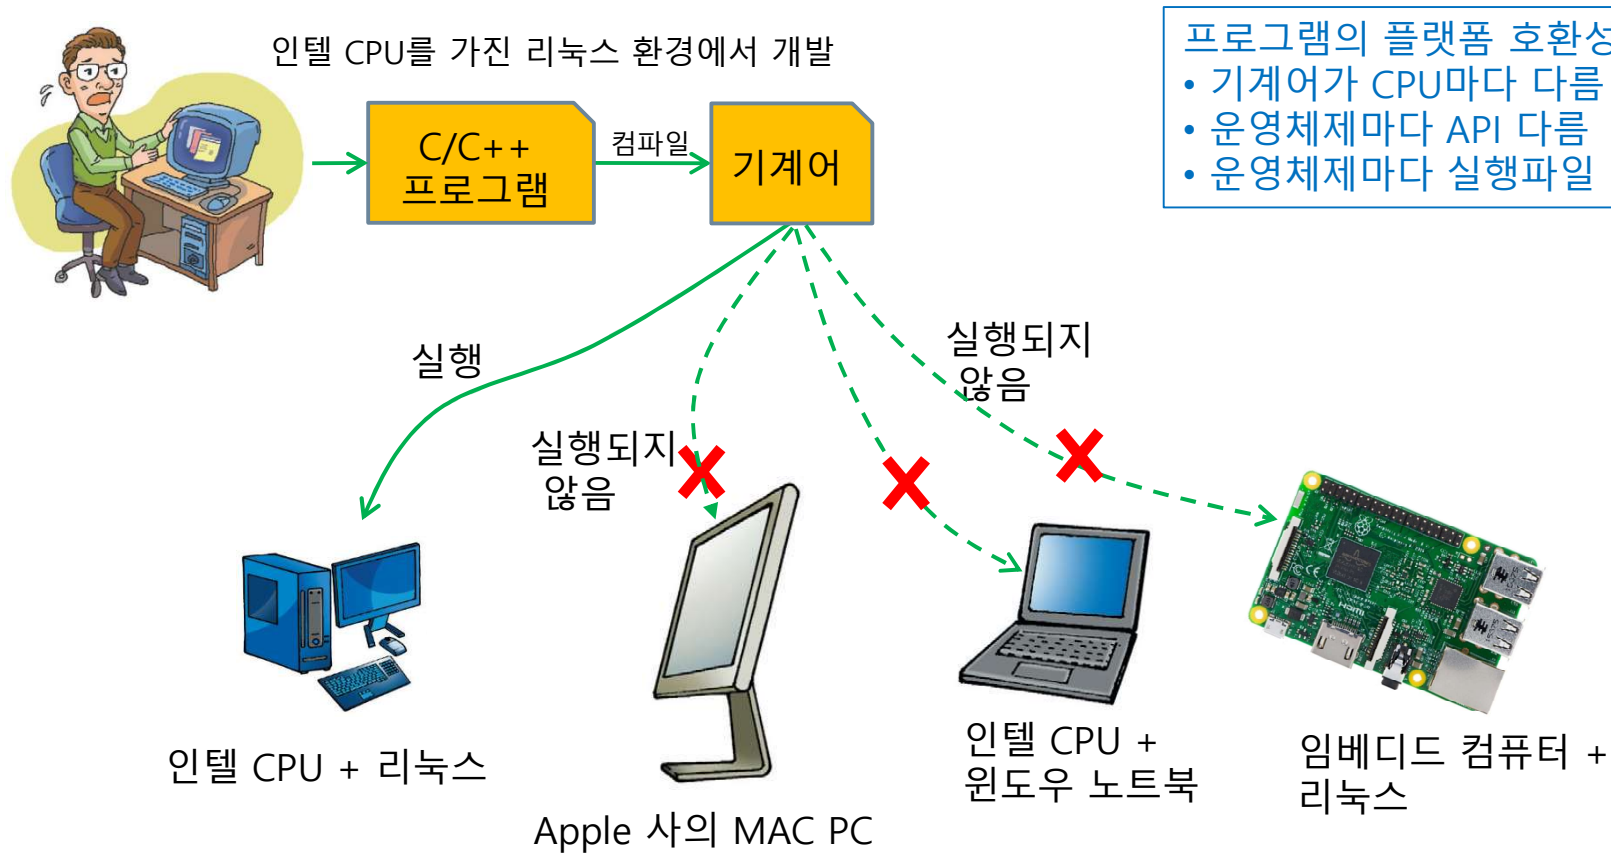 인텔 CPU를 가진 리눅스 환경에서 개발
프로그램의 플랫폼 호환성
• 기계어가 CPU마다 다름
• 운영체제마다 API 다름
• 운영체제마다 실행파일
C/C++
프로그램
컴파일
기계어
실행
실행되지
않음
실행되지
않음
인텔 CPU + 리눅스
Apple 사의 MAC PC
인텔 CPU +
윈도우 노트북
임베디드 컴퓨터 +
리눅스
HDMI